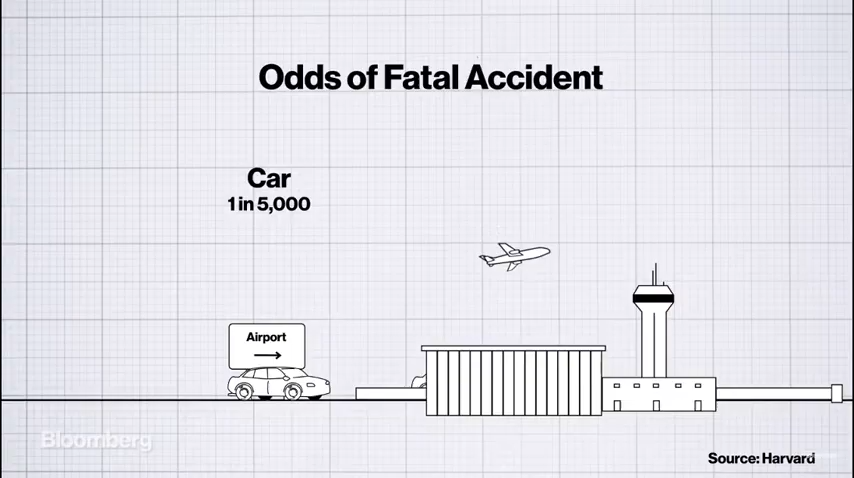 Odds of Fatal Accident
Car
1 in 5,000
Airport
Bloomberg
Source: Harvard